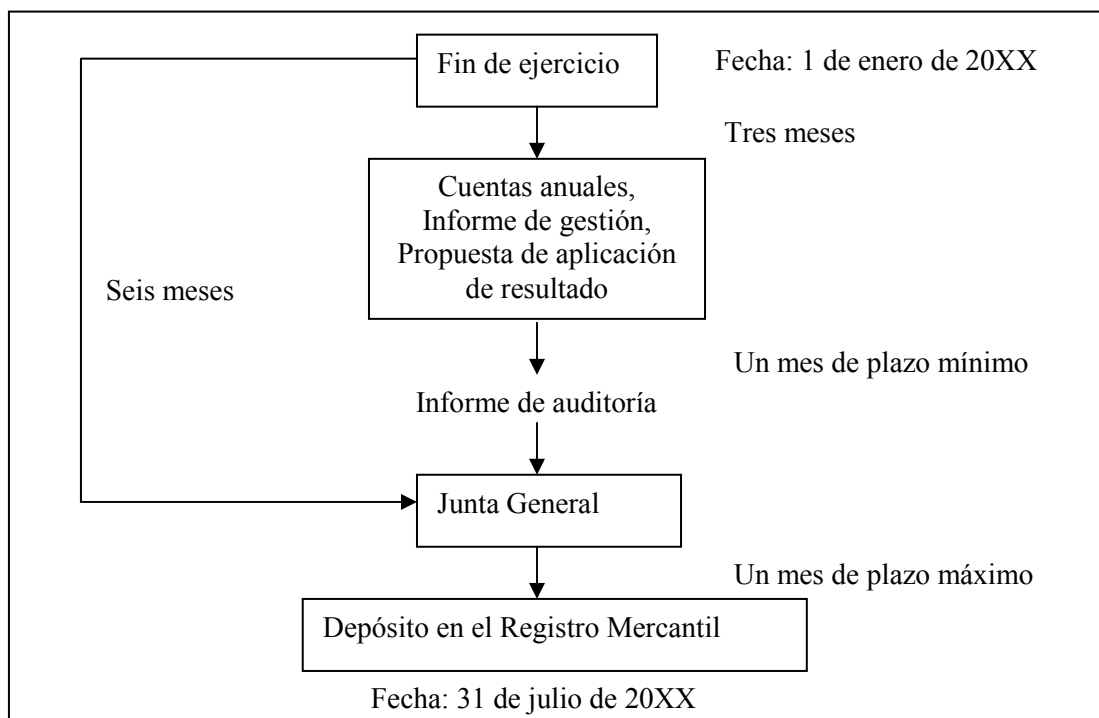 Fin de ejercicio
Fecha: 1 de enero de 20XX
Tres meses
Cuentas anuales,
Informe de gestión,
Propuesta de aplicación
de resultado
Seis meses
Un mes de plazo mínimo
Informe de auditoría
Junta General
Un mes de plazo máximo
Depósito en el Registro Mercantil
Fecha: 31 de julio de 20XX